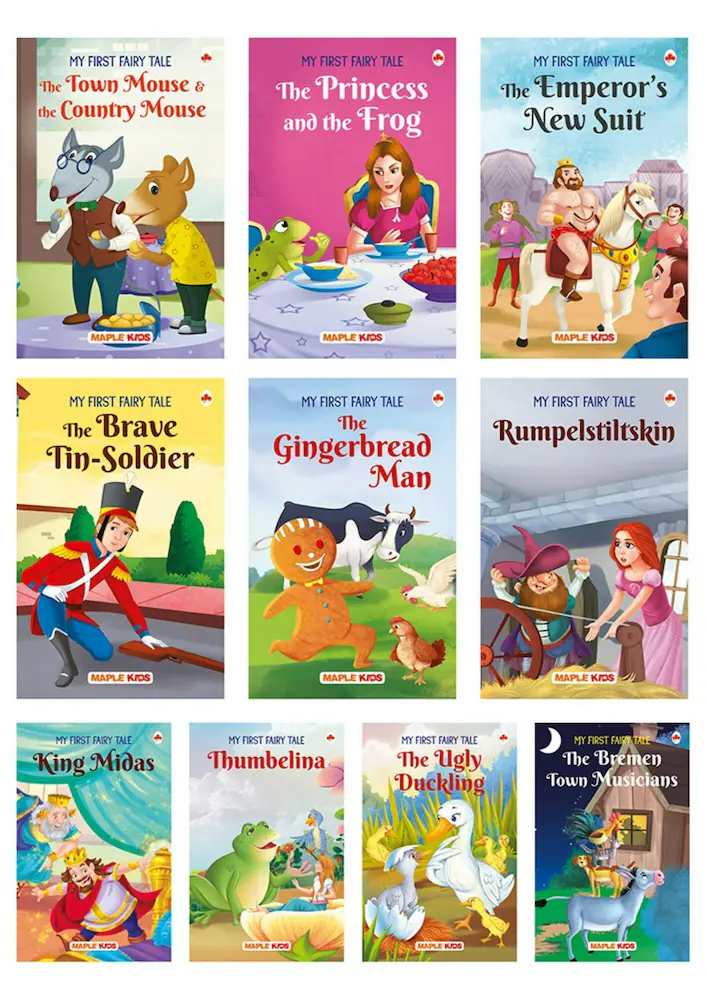 MY FIRST FAIRY TALE
The Town Mouse &
the Country Mouse
MAPLE KIDS
MY FIRST FAIRY TALE
The Princess
and the Frog
MAPLE KIDS
MY FIRST FAIRY TALE
The Emperor's
New Suit
MAPLE KIDS
MY FIRST FAIRY TALE
The Brave
Tin-Soldier
MAPLE KIDS
MY FIRST FAIRY TALE
The
Gingerbread
Man
MAPLE KIDS
MY FIRST FAIRY TALE
Rumpelstiltskin
MAPLE KIDS
MY FIRST FAIRY TALE
King Midas
MAPLE KIDS
MY FIRST FAIRY TALE
Thumbelina
MAPLE KIDS
MY FIRST FAIRY TALE
The Ugly
Duckling
MAPLE KIDS
MY FIRST FAIRY TALE
The Bremen
Town Musicians
MAPLE KIDS